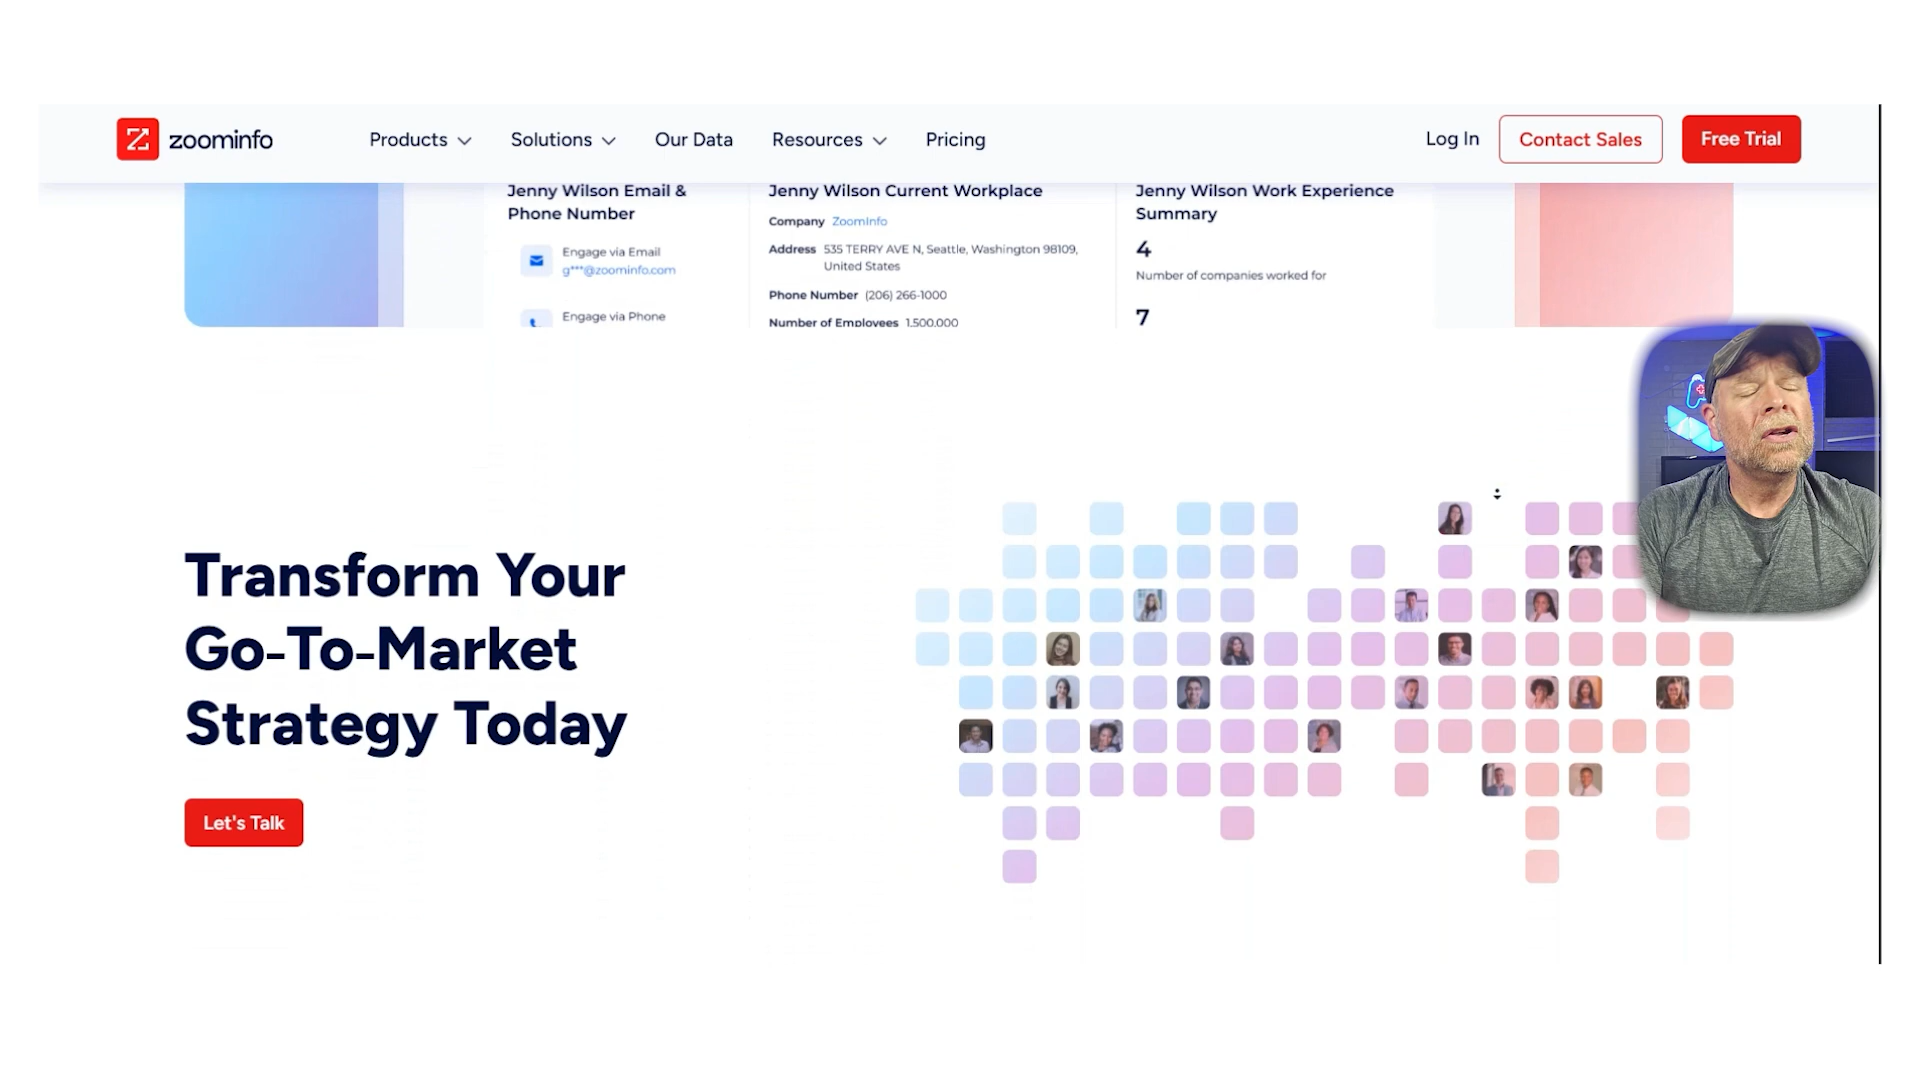 zoominfo
Products
Solutions
Our Data
Resources
Pricing
Log In
Contact Sales
Free Trial
Jenny Wilson Email &
Phone Number
Engage via Email
g***@zoominfo.com
Engage via Phone
Jenny Wilson Current Workplace
Company ZoomInfo
Address 535 TERRY AVE N, Seattle, Washington 98109,
United States
Phone Number (206) 266-1000
Number of Employees 1,500,000
Jenny Wilson Work Experience
Summary
4
Number of companies worked for
7
Transform Your
Go-To-Market
Strategy Today
Let's Talk